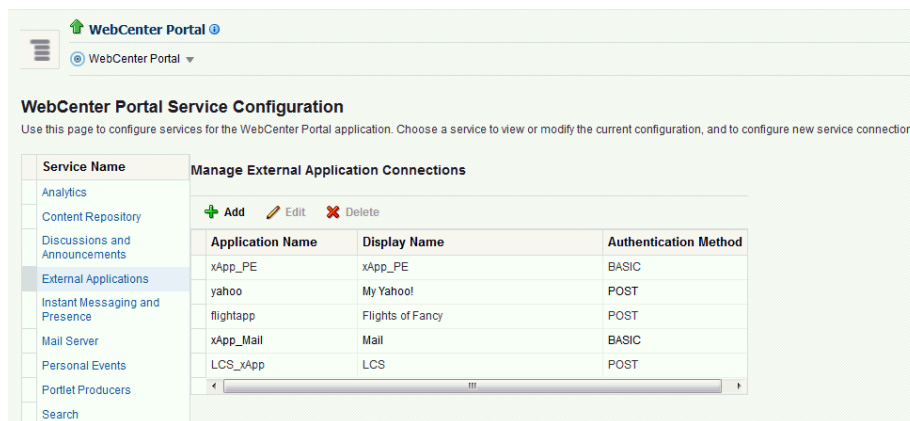 WebCenter Portal
WebCenter Portal
WebCenter Portal Service Configuration
Use this page to configure services for the WebCenter Portal application. Choose a service to view or modify the current configuration, and to configure new service connection
Service Name
Analytics
Content Repository
Discussions and
Announcements
External Applications
Instant Messaging and
Presence
Mail Server
Personal Events
Portlet Producers
Search
Manage External Application Connections
Add Edit Delete
Application Name Display Name Authentication Method
xApp_PE xApp_PE BASIC
yahoo My Yahoo! POST
flightapp Flights of Fancy POST
xApp_Mail Mail BASIC
LCS_xApp LCS POST